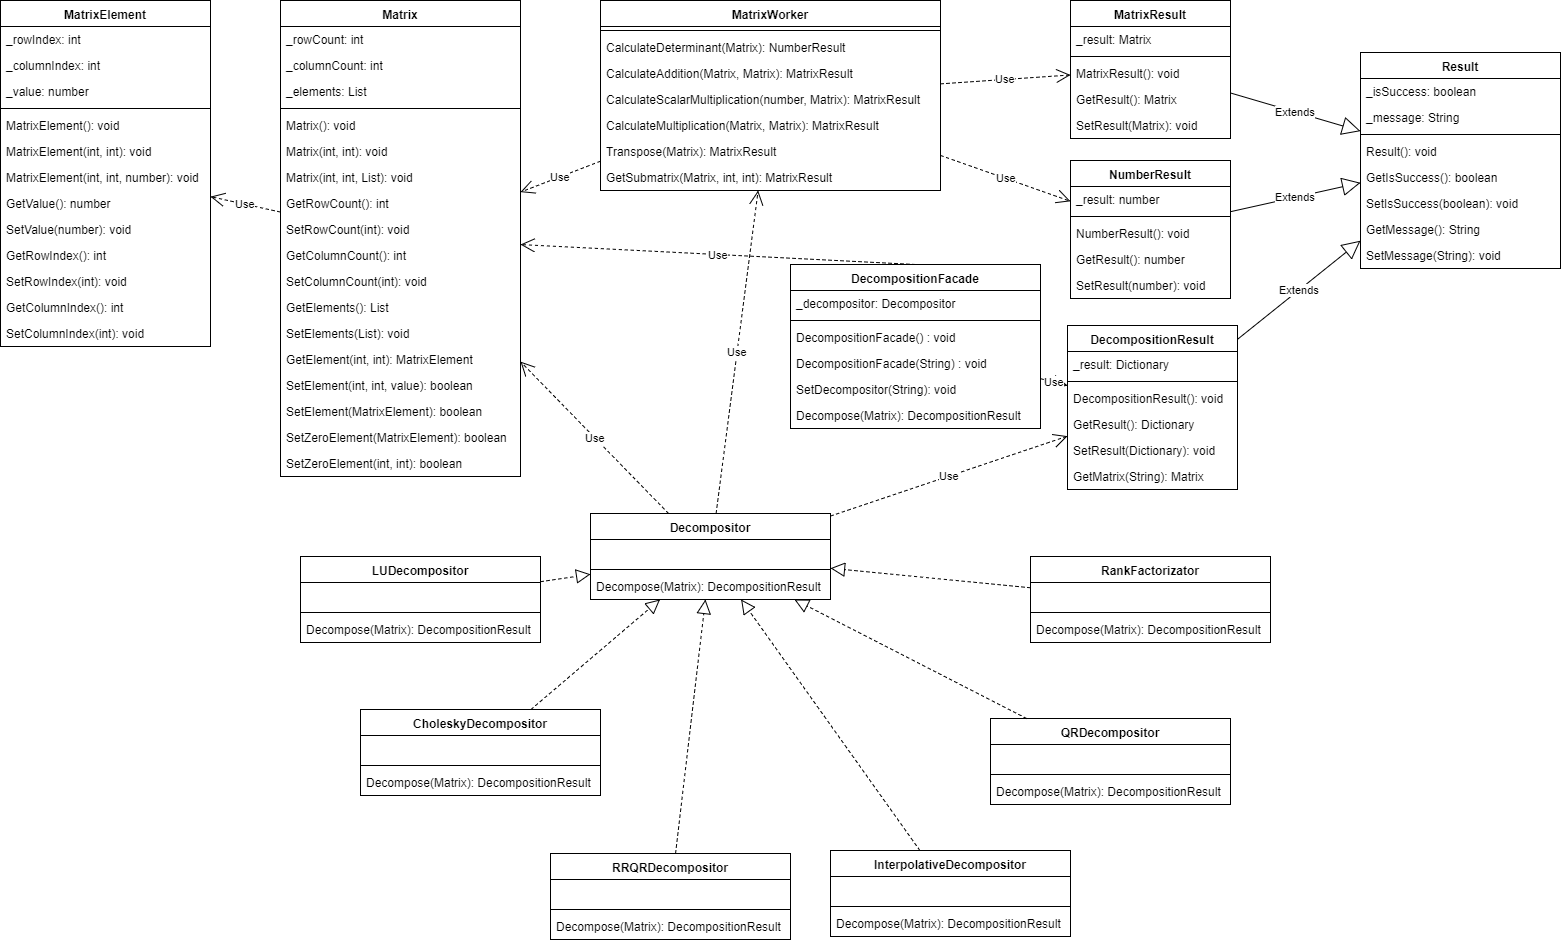 MatrixElement
_rowIndex: int
_columnIndex: int
_value: number
MatrixElement(): void
MatrixElement(int, int): void
MatrixElement(int, int, number): void
GetValue(): number
SetValue(number): void
GetRowIndex(): int
SetRowIndex(int): void
GetColumnIndex(): int
SetColumnIndex(int): void
Use
Matrix
_rowCount: int
_columnCount: int
_elements: List
Matrix(): void
Matrix(int, int): void
Matrix(int, int, List): void
GetRowCount(): int
SetRowCount(int): void
GetColumnCount(): int
SetColumnCount(int): void
GetElements(): List
SetElements(List): void
GetElement(int, int): MatrixElement
SetElement(int, int, value): boolean
SetElement(MatrixElement): boolean
SetZeroElement(MatrixElement): boolean
SetZeroElement(int, int): boolean
Use
MatrixWorker
CalculateDeterminant(Matrix): NumberResult
CalculateAddition(Matrix, Matrix): MatrixResult
CalculateScalarMultiplication(number, Matrix): MatrixResult
CalculateMultiplication(Matrix, Matrix): MatrixResult
Transpose(Matrix): MatrixResult
GetSubmatrix(Matrix, int, int): MatrixResult
Use
Use
MatrixResult
_result: Matrix
MatrixResult(): void
GetResult(): Matrix
SetResult(Matrix): void
Extends
NumberResult
_result: number
NumberResult(): void
GetResult(): number
SetResult(number): void
Extends
Result
_isSuccess: boolean
_message: String
Result(): void
GetIsSuccess(): boolean
SetIsSuccess(boolean): void
GetMessage(): String
SetMessage(String): void
Use
DecompositionFacade
_decompositor: Decompositor
DecompositionFacade() : void
DecompositionFacade(String) : void
SetDecompositor(String): void
Decompose(Matrix): DecompositionResult
Use
Extends
DecompositionResult
_result: Dictionary
DecompositionResult(): void
GetResult(): Dictionary
SetResult(Dictionary): void
GetMatrix(String): Matrix
Use
Use
Use
Decompositor
Decompose(Matrix): DecompositionResult
LUDecompositor
Decompose(Matrix): DecompositionResult
RankFactorizator
Decompose(Matrix): DecompositionResult
CholeskyDecompositor
Decompose(Matrix): DecompositionResult
QRDecompositor
Decompose(Matrix): DecompositionResult
RRQRDecompositor
Decompose(Matrix): DecompositionResult
InterpolativeDecompositor
Decompose(Matrix): DecompositionResult